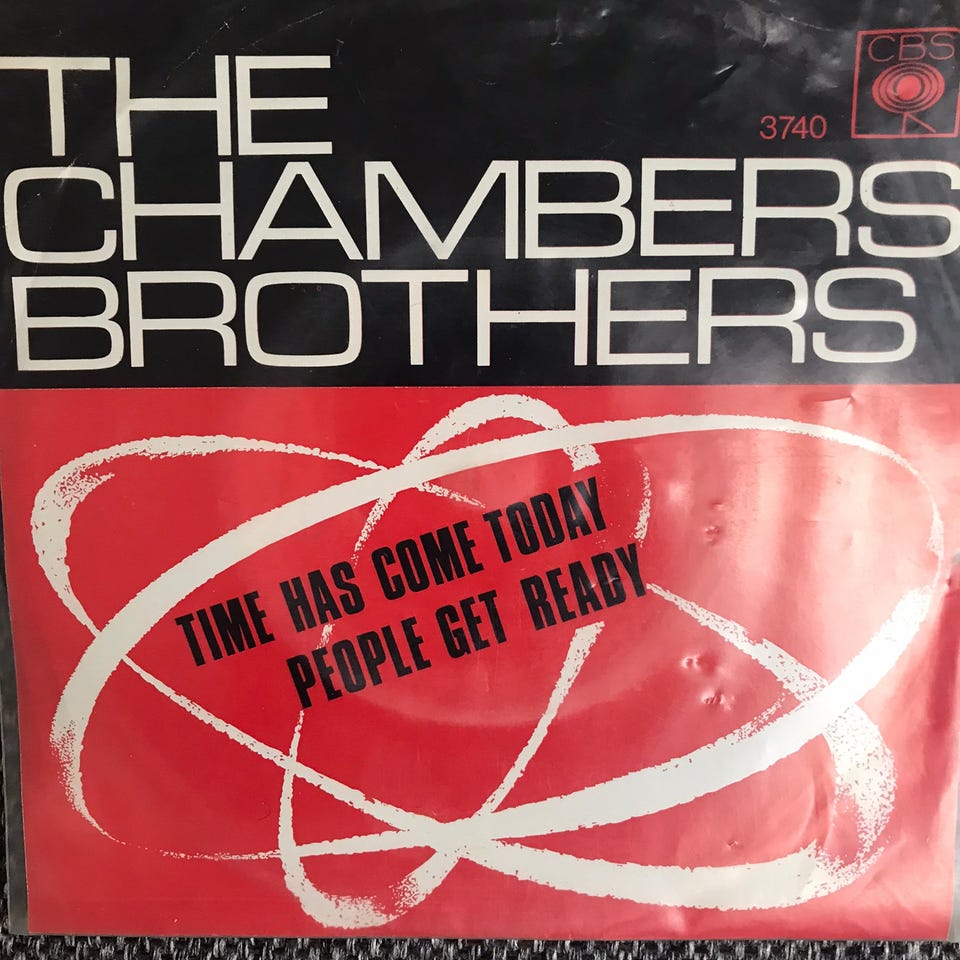 THE
CHAMBERS
BROTHERS
CBS
3740
TIME HAS COME TODAY
PEOPLE GET READY